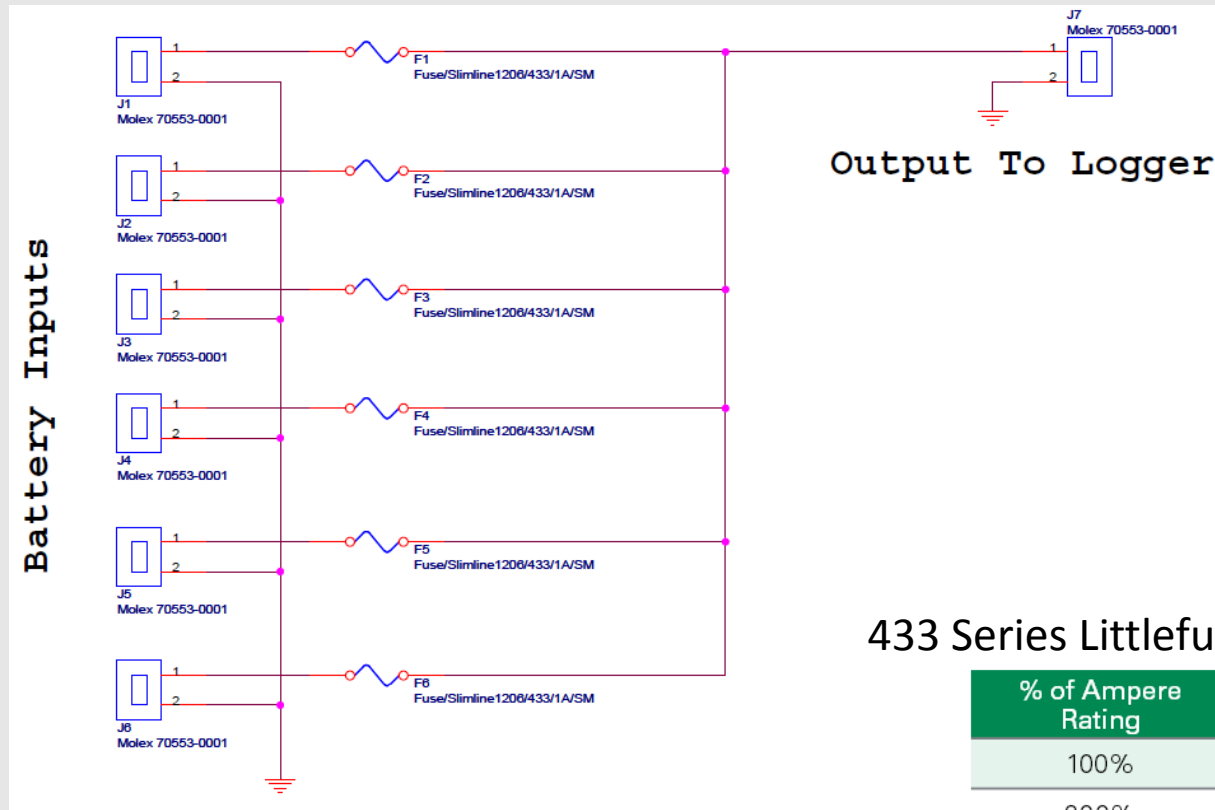 Battery Inputs
1
2
J1
Molex 70553-0001
F1
Fuse/Slimline1206/433/1A/SM
1
2
J2
Molex 70553-0001
F2
Fuse/Slimline1206/433/1A/SM
1
2
J3
Molex 70553-0001
F3
Fuse/Slimline1206/433/1A/SM
1
2
J4
Molex 70553-0001
F4
Fuse/Slimline1206/433/1A/SM
1
2
J5
Molex 70553-0001
F5
Fuse/Slimline1206/433/1A/SM
1
2
J6
Molex 70553-0001
F6
Fuse/Slimline1206/433/1A/SM
J7
Molex 70553-0001
1
2
Output To Logger
433 Series Littlefu
% of Ampere
Rating
100%